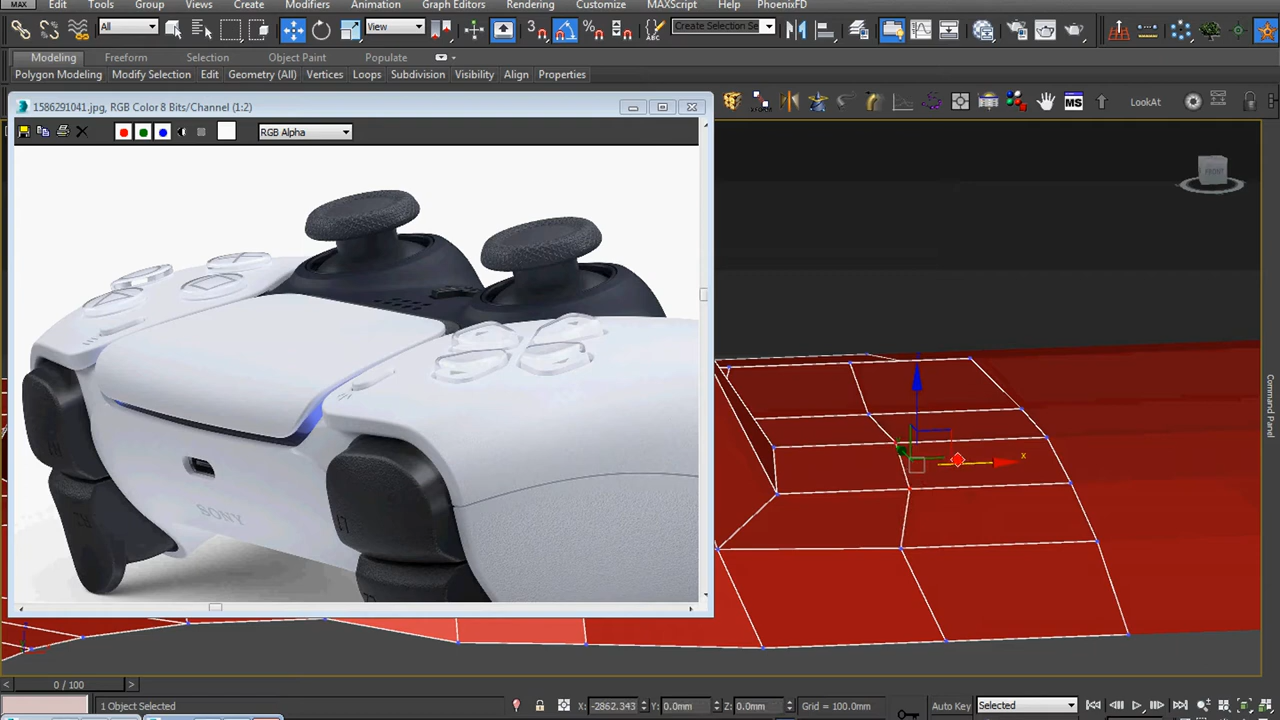 MAX Edit Tools Group Views Create Modifiers Animation Graph Editors Rendering Customize MAXScript PhoenixFD
All View 3 Create Selection Se
Modeling Freeform Selection Object Paint Populate
Polygon Modeling Modify Selection Edit Geometry (All) Vertices Loops Subdivision Visibility Align Properties
1586291041.jpg, RGB Color 8 Bits/Channel (1:2)
MS LookAt
RGB Alpha
FRONT
x
SONY
Command Panel
< 0 / 100 >
1 Object Selected X: -2862.343 Y: 0.0mm Z: 0.0mm Grid = 100.0mm Auto Key Selected